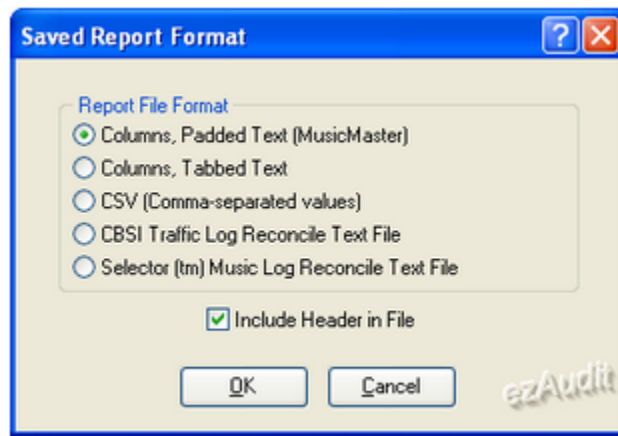 Saved Report Format
Report File Format
Columns, Padded Text (MusicMaster)
Columns, Tabbed Text
CSV (Comma-separated values)
CBSI Traffic Log Reconcile Text File
Selector (tm) Music Log Reconcile Text File
Include Header in File
OK
Cancel
ezAudit